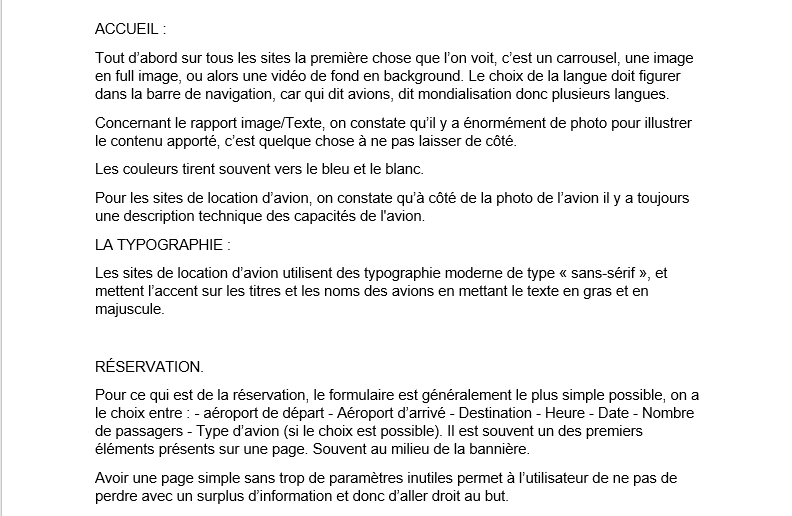 ACCUEIL :
Tout d’abord sur tous les sites la première chose que l’on voit, c’est un carrousel, une image
en full image, ou alors une vidéo de fond en background. Le choix de la langue doit figurer
dans la barre de navigation, car qui dit avions, dit mondialisation donc plusieurs langues.
Concernant le rapport image/Texte, on constate qu’il y a énormément de photo pour illustrer
le contenu apporté, c’est quelque chose à ne pas laisser de côté.
Les couleurs tirent souvent vers le bleu et le blanc.
Pour les sites de location d’avion, on constate qu’à côté de la photo de l’avion il y a toujours
une description technique des capacités de l'avion.
LA TYPOGRAPHIE :
Les sites de location d’avion utilisent des typographie moderne de type « sans-sérif », et
mettent l’accent sur les titres et les noms des avions en mettant le texte en gras et en
majuscule.
RÉSERVATION.
Pour ce qui est de la réservation, le formulaire est généralement le plus simple possible, on a
le choix entre : - aéroport de départ - Aéroport d’arrivé - Destination - Heure - Date - Nombre
de passagers - Type d’avion (si le choix est possible). Il est souvent un des premiers
éléments présents sur une page. Souvent au milieu de la bannière.
Avoir une page simple sans trop de paramètres inutiles permet à l’utilisateur de ne pas de
perdre avec un surplus d’information et donc d’aller droit au but.